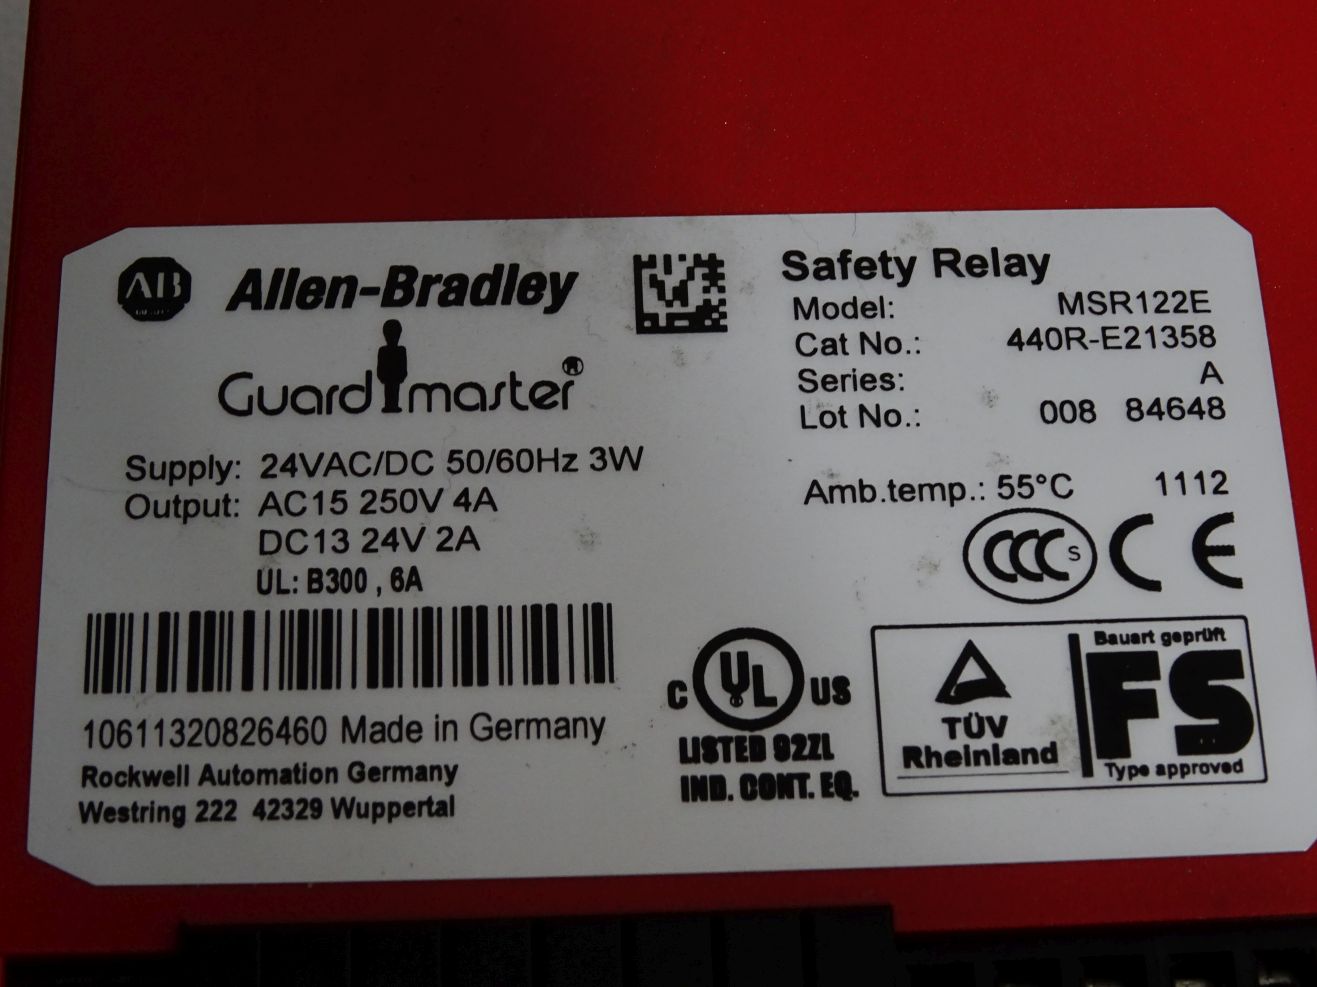 AB Allen-Bradley
Guardmaster®
Supply: 24VAC/DC 50/60Hz 3W
Output: AC15 250V 4A
DC13 24V 2A
UL: B300 , 6A
10611320826460 Made in Germany
Rockwell Automation Germany
Westring 222 42329 Wuppertal
Safety Relay
Model: MSR122E
Cat No.: 440R-E21358
Series: A
Lot No.: 008 84648
Amb.temp.: 55°C 1112
CCC S CE
C UL US
LISTED 92ZL
IND. CONT. EQ.
TÜV
Rheinland
Bauart geprüft
FS
Type approved